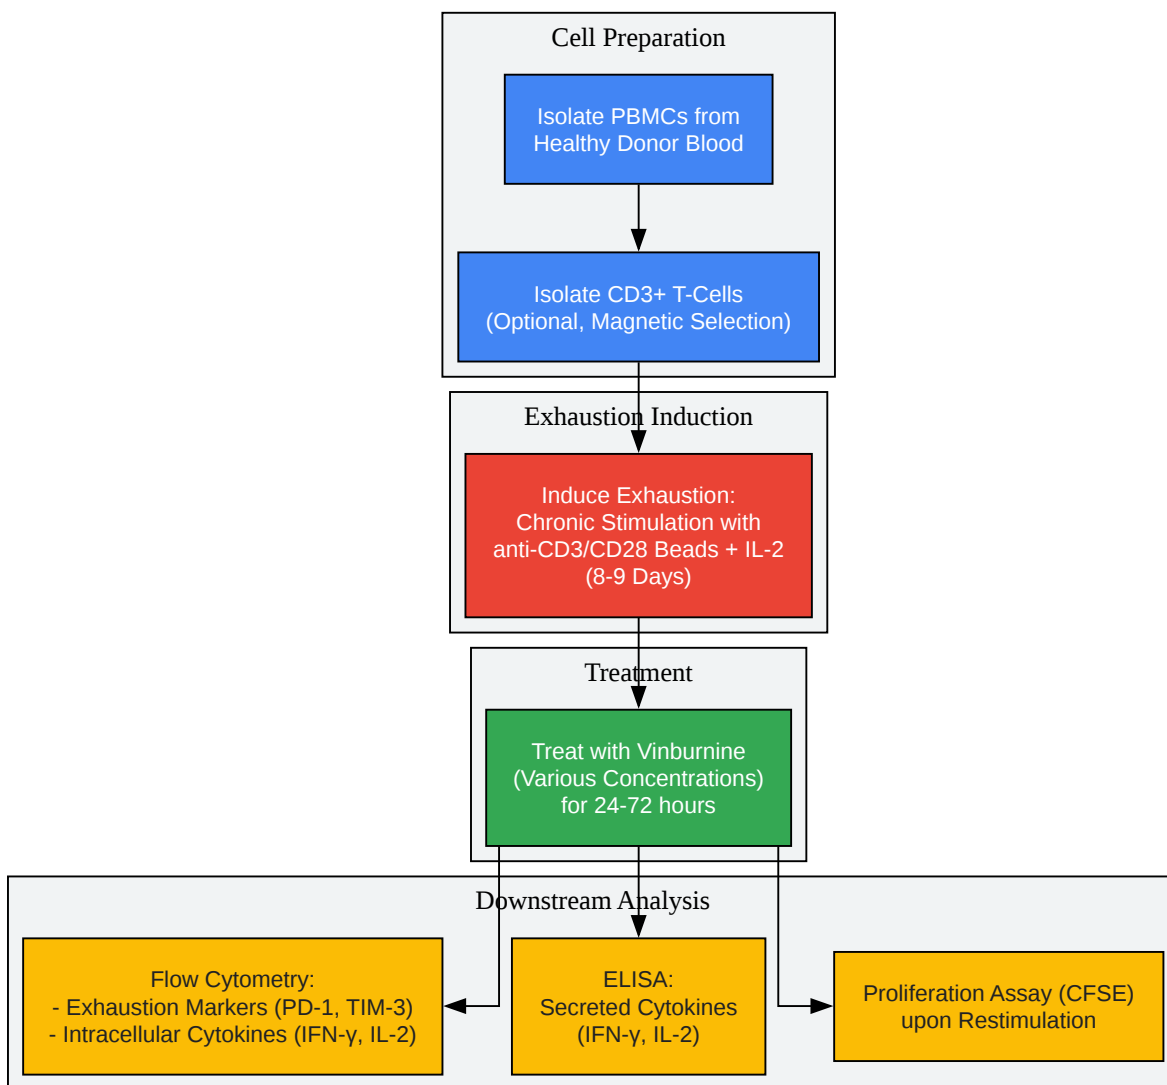 Cell Preparation
Isolate PBMCs from
Healthy Donor Blood
Isolate CD3+ T-Cells
(Optional, Magnetic Selection)
Exhaustion Induction
Induce Exhaustion:
Chronic Stimulation with
anti-CD3/CD28 Beads + IL-2
(8-9 Days)
Treatment
Treat with Vinburnine
(Various Concentrations)
for 24-72 hours
Downstream Analysis
Flow Cytometry:
- Exhaustion Markers (PD-1, TIM-3)
- Intracellular Cytokines (IFN-γ, IL-2)
ELISA:
Secreted Cytokines
(IFN-γ, IL-2)
Proliferation Assay (CFSE)
upon Restimulation